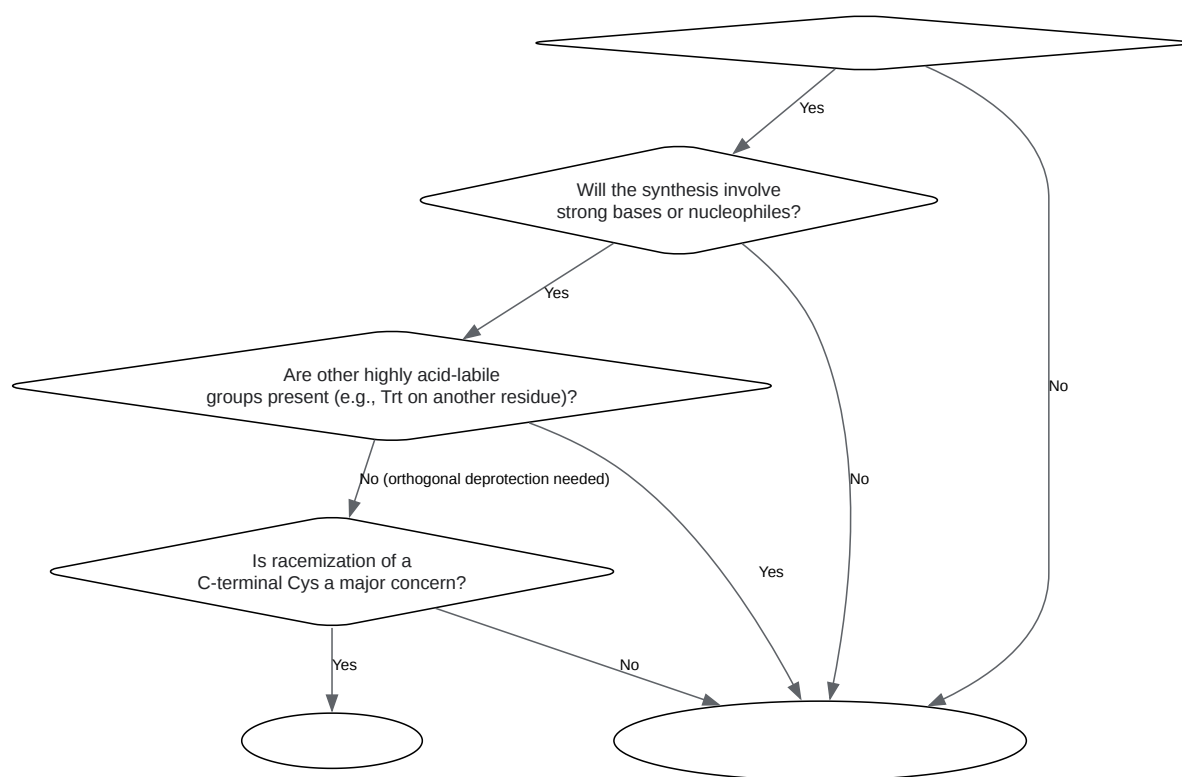 Yes
Will the synthesis involve
strong bases or nucleophiles?
Yes
Are other highly acid-labile
groups present (e.g., Trt on another residue)?
No
No (orthogonal deprotection needed)
No
Is racemization of a
C-terminal Cys a major concern?
Yes
Yes
No